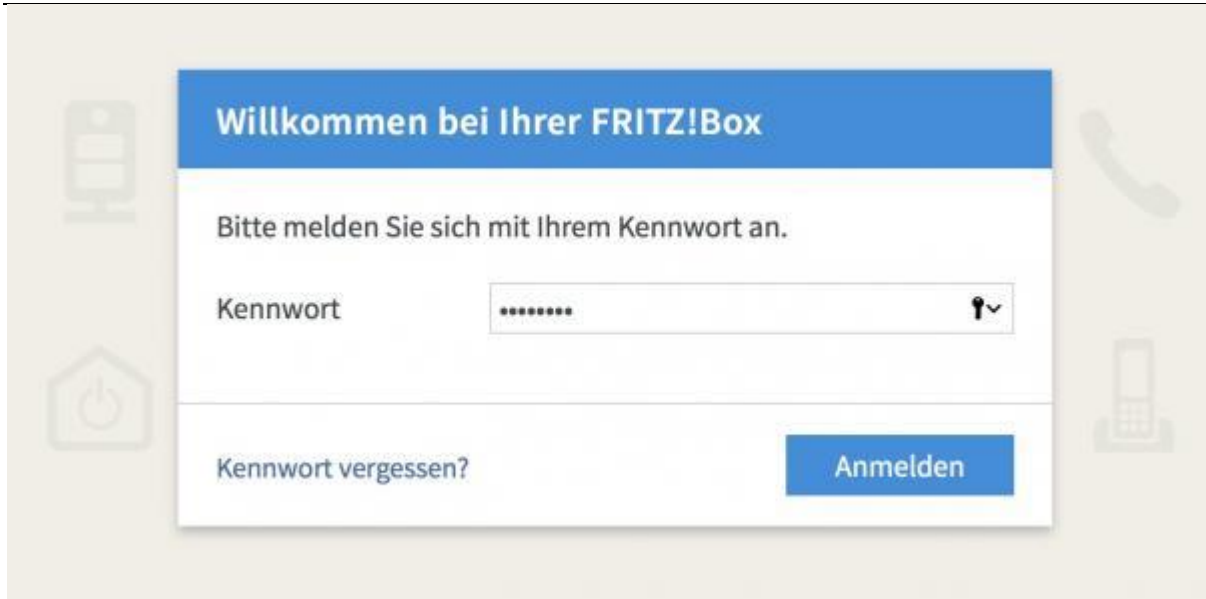 Willkommen bei Ihrer FRITZ!Box
Bitte melden Sie sich mit Ihrem Kennwort an.
Kennwort ••••••••
Kennwort vergessen? Anmelden